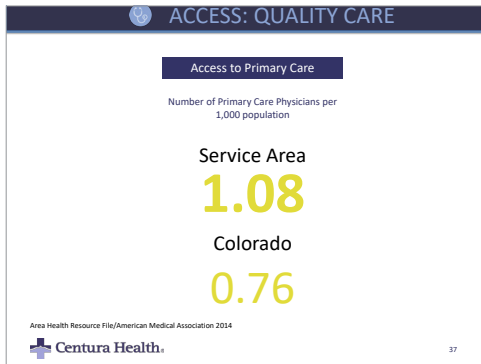 ACCESS: QUALITY CARE
Access to Primary Care
Number of Primary Care Physicians per
1,000 population
Service Area
1.08
Colorado
0.76
Area Health Resource File/American Medical Association 2014
Centura Health®
37